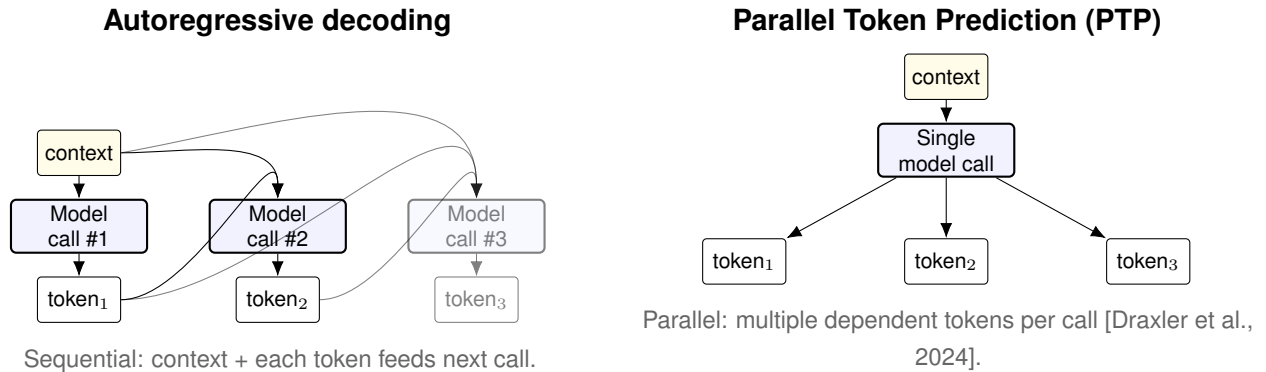 Autoregressive decoding
context
Model
call #1
Model
call #2
Model
call #3
token₁
token₂
token₃
Sequential: context + each token feeds next call.
Parallel Token Prediction (PTP)
context
Single
model call
token₁
token₂
token₃
Parallel: multiple dependent tokens per call [Draxler et al.,
2024].